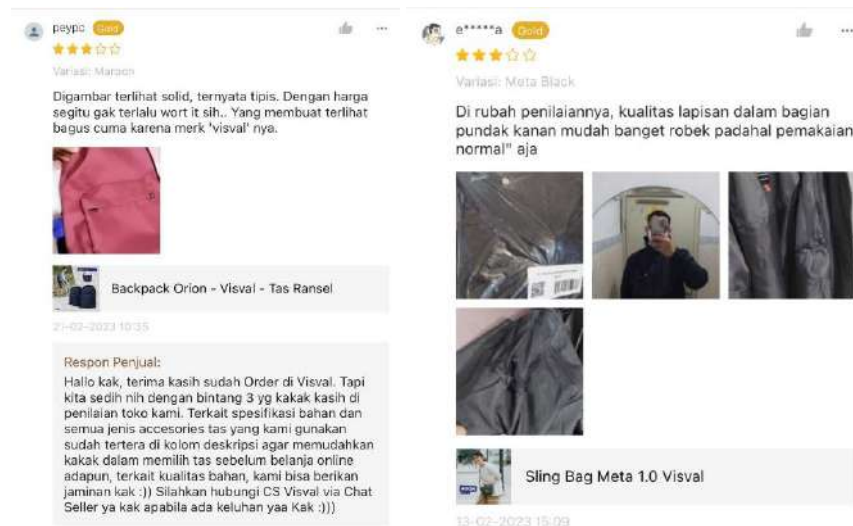 peypc Gold
Variasi: Maroon
Digambar terlihat solid, ternyata tipis. Dengan harga
segitu gak terlalu wort it sih.. Yang membuat terlihat
bagus cuma karena merk 'visval' nya.
Backpack Orion - Visval - Tas Ransel
21-02-2023 10:35
Respon Penjual:
Hallo kak, terima kasih sudah Order di Visval. Tapi
kita sedih nih dengan bintang 3 yg kakak kasih di
penilaian toko kami. Terkait spesifikasi bahan dan
semua jenis accesories tas yang kami gunakan
sudah tertera di kolom deskripsi agar memudahkan
kakak dalam memilih tas sebelum belanja online
adapun, terkait kualitas bahan, kami bisa berikan
jaminan kak :)) Silahkan hubungi CS Visval via Chat
Seller ya kak apabila ada keluhan yaa Kak :)))
e*****a Gold
Variasi: Meta Black
Di rubah penilaiannya, kualitas lapisan dalam bagian
pundak kanan mudah banget robek padahal pemakaian
normal" aja
Sling Bag Meta 1.0 Visval
13-02-2023 15:09